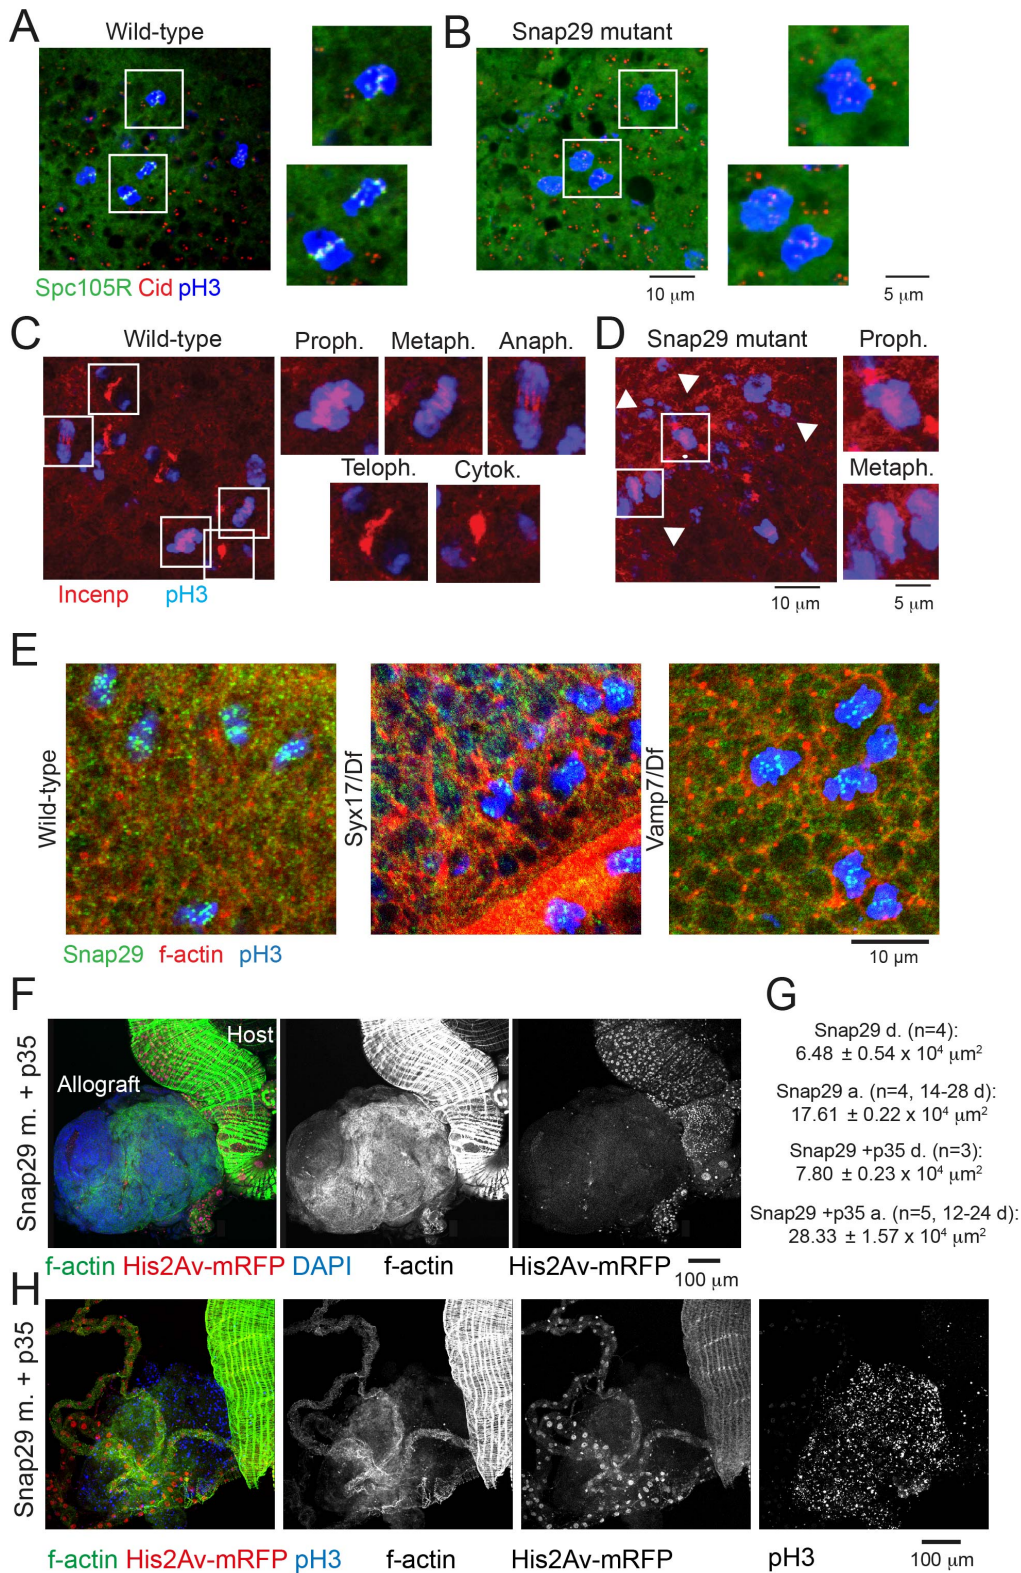 A
Wild-type
B
Snap29 mutant
Spc105R Cid pH3
10 µm
5 µm
C
Wild-type
Proph.
Metaph.
Anaph.
D
Snap29 mutant
Proph.
Teloph.
Cytok.
Metaph.
Incenp pH3
10 µm
5 µm
E
Wild-type
Syx17/Df
Vamp7/Df
Snap29 f-actin pH3
10 µm
F
G
Snap29 m. + p35
Host
Allograft
Snap29 d. (n=4):
6.48 ± 0.54 x 10⁴ µm²
Snap29 a. (n=4, 14-28 d):
17.61 ± 0.22 x 10⁴ µm²
Snap29 +p35 d. (n=3):
7.80 ± 0.23 x 10⁴ µm²
Snap29 +p35 a. (n=5, 12-24 d):
28.33 ± 1.57 x 10⁴ µm²
f-actin His2Av-mRFP DAPI f-actin His2Av-mRFP
100 µm
H
Snap29 m. + p35
f-actin His2Av-mRFP pH3 f-actin His2Av-mRFP pH3
100 µm